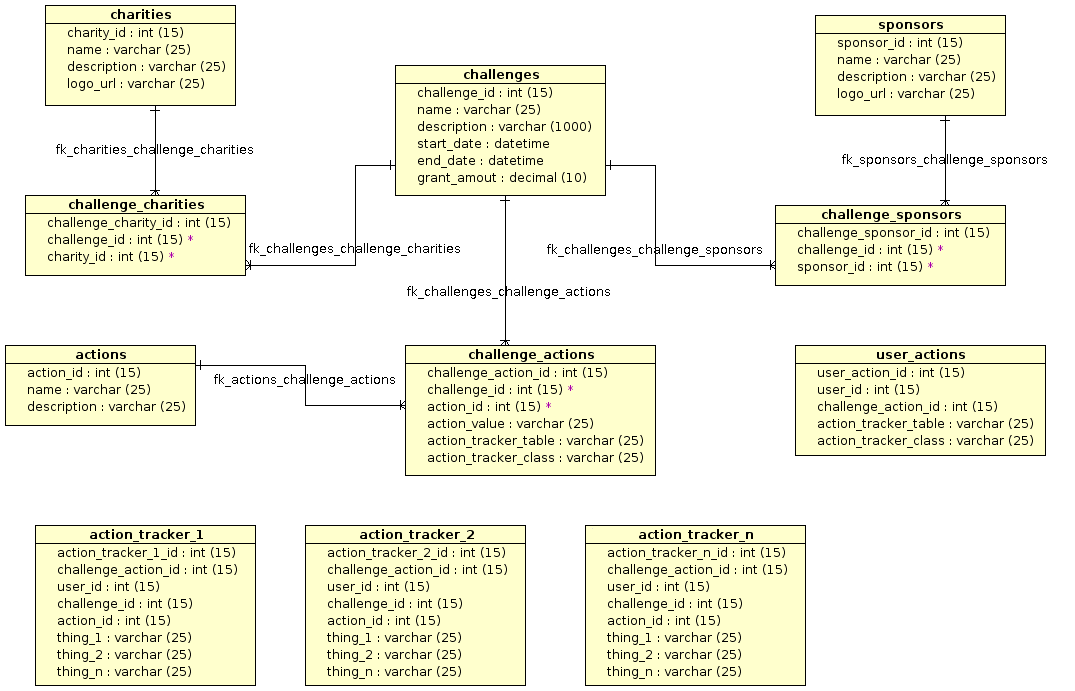 charities
charity_id : int (15)
name : varchar (25)
description : varchar (25)
logo_url : varchar (25)
sponsors
sponsor_id : int (15)
name : varchar (25)
description : varchar (25)
logo_url : varchar (25)
challenges
challenge_id : int (15)
name : varchar (25)
description : varchar (1000)
start_date : datetime
end_date : datetime
grant_amout : decimal (10)
fk_charities_challenge_charities
fk_sponsors_challenge_sponsors
challenge_charities
challenge_charity_id : int (15)
challenge_id : int (15) *
charity_id : int (15) *
challenge_sponsors
challenge_sponsor_id : int (15)
challenge_id : int (15) *
sponsor_id : int (15) *
fk_challenges_challenge_charities
fk_challenges_challenge_sponsors
fk_challenges_challenge_actions
actions
action_id : int (15)
name : varchar (25)
description : varchar (25)
fk_actions_challenge_actions
challenge_actions
challenge_action_id : int (15)
challenge_id : int (15) *
action_id : int (15) *
action_value : varchar (25)
action_tracker_table : varchar (25)
action_tracker_class : varchar (25)
user_actions
user_action_id : int (15)
user_id : int (15)
challenge_action_id : int (15)
action_tracker_table : varchar (25)
action_tracker_class : varchar (25)
action_tracker_1
action_tracker_1_id : int (15)
challenge_action_id : int (15)
user_id : int (15)
challenge_id : int (15)
action_id : int (15)
thing_1 : varchar (25)
thing_2 : varchar (25)
thing_n : varchar (25)
action_tracker_2
action_tracker_2_id : int (15)
challenge_action_id : int (15)
user_id : int (15)
challenge_id : int (15)
action_id : int (15)
thing_1 : varchar (25)
thing_2 : varchar (25)
thing_n : varchar (25)
action_tracker_n
action_tracker_n_id : int (15)
challenge_action_id : int (15)
user_id : int (15)
challenge_id : int (15)
action_id : int (15)
thing_1 : varchar (25)
thing_2 : varchar (25)
thing_n : varchar (25)